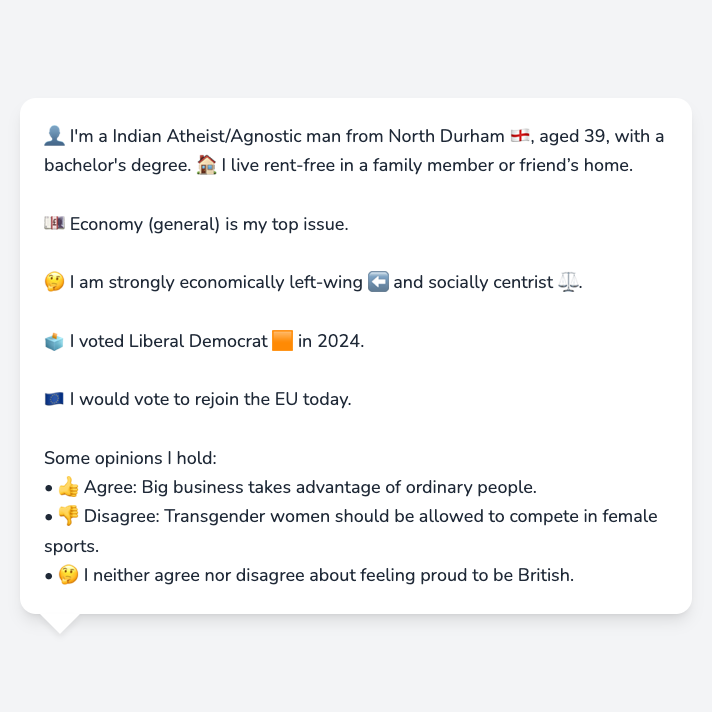 👤 I'm a Indian Atheist/Agnostic man from North Durham 🏴󠁧󠁢󠁥󠁮󠁧󠁿, aged 39, with a
bachelor's degree. 🏠 I live rent-free in a family member or friend’s home.
💷 Economy (general) is my top issue.
🤔 I am strongly economically left-wing ⬅️ and socially centrist ⚖️.
🗳️ I voted Liberal Democrat 🟧 in 2024.
🇪🇺 I would vote to rejoin the EU today.
Some opinions I hold:
• 👍 Agree: Big business takes advantage of ordinary people.
• 👎 Disagree: Transgender women should be allowed to compete in female
sports.
• 🤔 I neither agree nor disagree about feeling proud to be British.